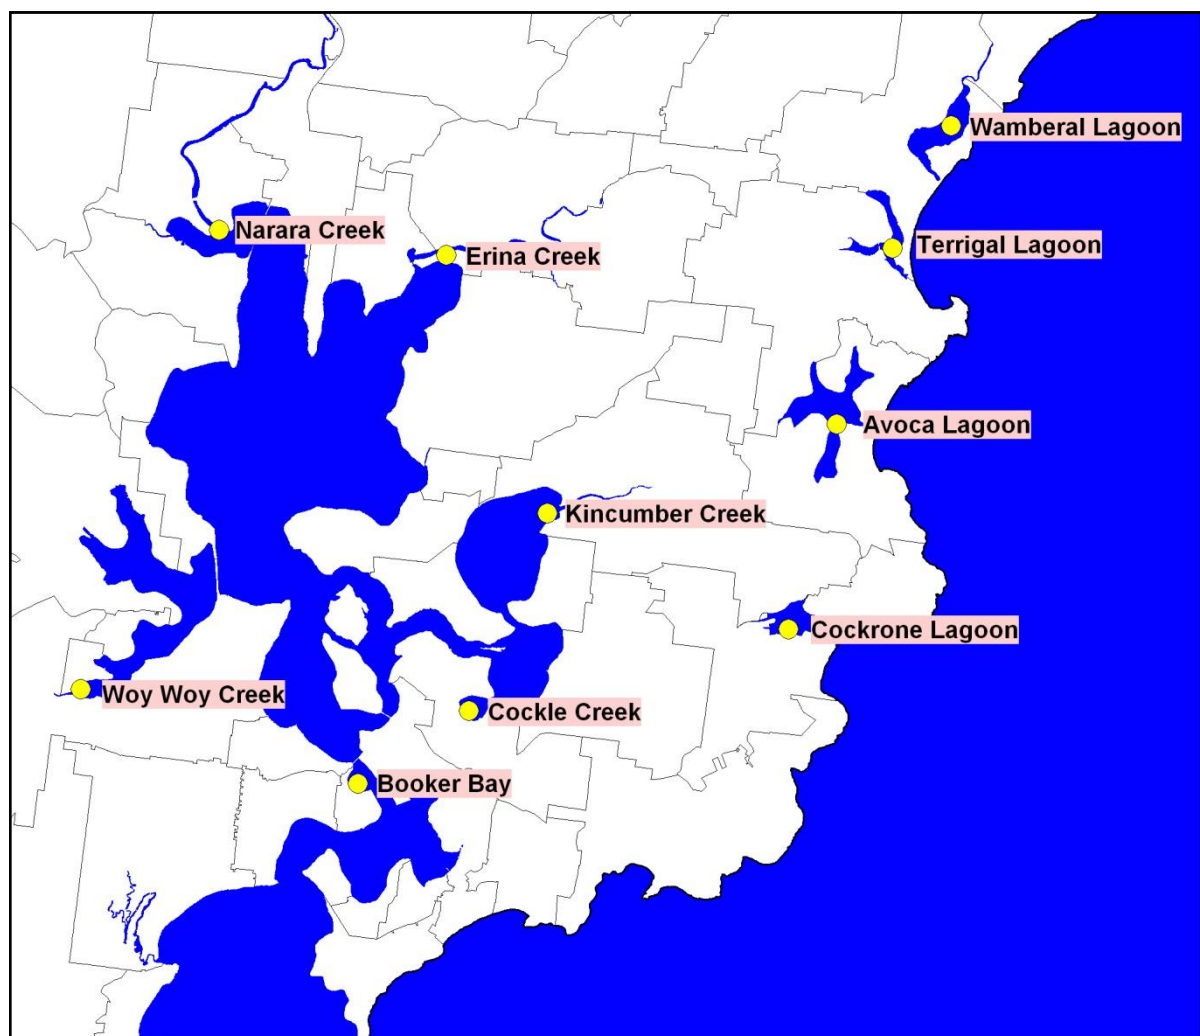 Wamberal Lagoon
Narara Creek
Erina Creek
Terrigal Lagoon
Avoca Lagoon
Kincumber Creek
Cockrone Lagoon
Woy Woy Creek
Cockle Creek
Booker Bay